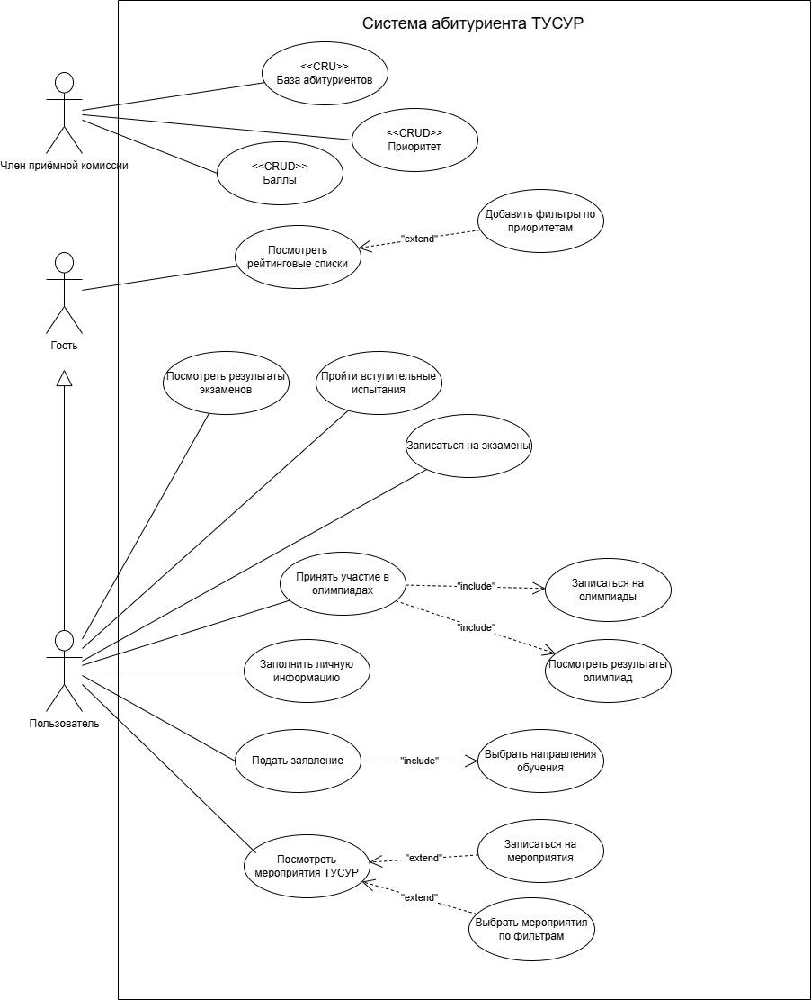 Система абитуриента ТУСУР
<<CRU>>
База абитуриентов
<<CRUD>>
Приоритет
Член приёмной комиссии
<<CRUD>>
Баллы
Добавить фильтры по
приоритетам
"extend"
Посмотреть
рейтинговые списки
Гость
Посмотреть результаты
экзаменов
Пройти вступительные
испытания
Записаться на экзамены
Принять участие в
олимпиадах
"include"
Записаться на
олимпиады
"include"
Посмотреть результаты
олимпиад
Заполнить личную
информацию
Пользователь
Подать заявление
"include"
Выбрать направления
обучения
Посмотреть
мероприятия ТУСУР
"extend"
Записаться на
мероприятия
"extend"
Выбрать мероприятия
по фильтрам